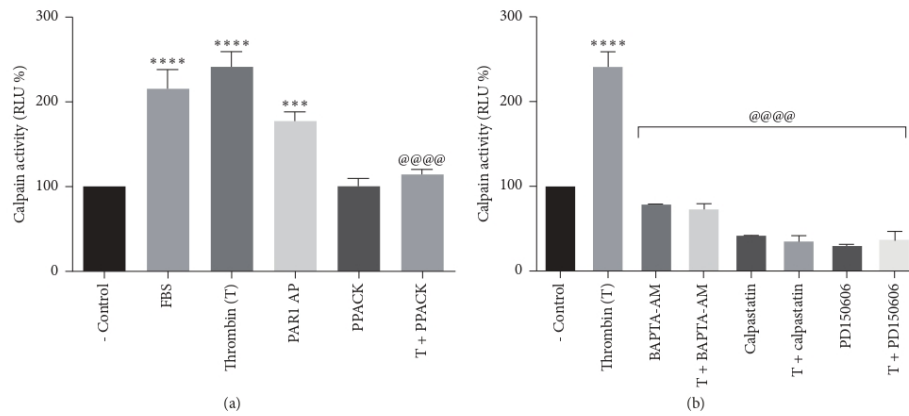 300
200
100
0
Calpain activity (RLU %)
****
****
***
@@@@
- Control
FBS
Thrombin (T)
PAR1 AP
PPACK
T + PPACK
(a)
300
200
100
0
Calpain activity (RLU %)
****
@@@@
- Control
Thrombin (T)
BAPTA-AM
T + BAPTA-AM
Calpastatin
T + calpastatin
PD150606
T + PD150606
(b)